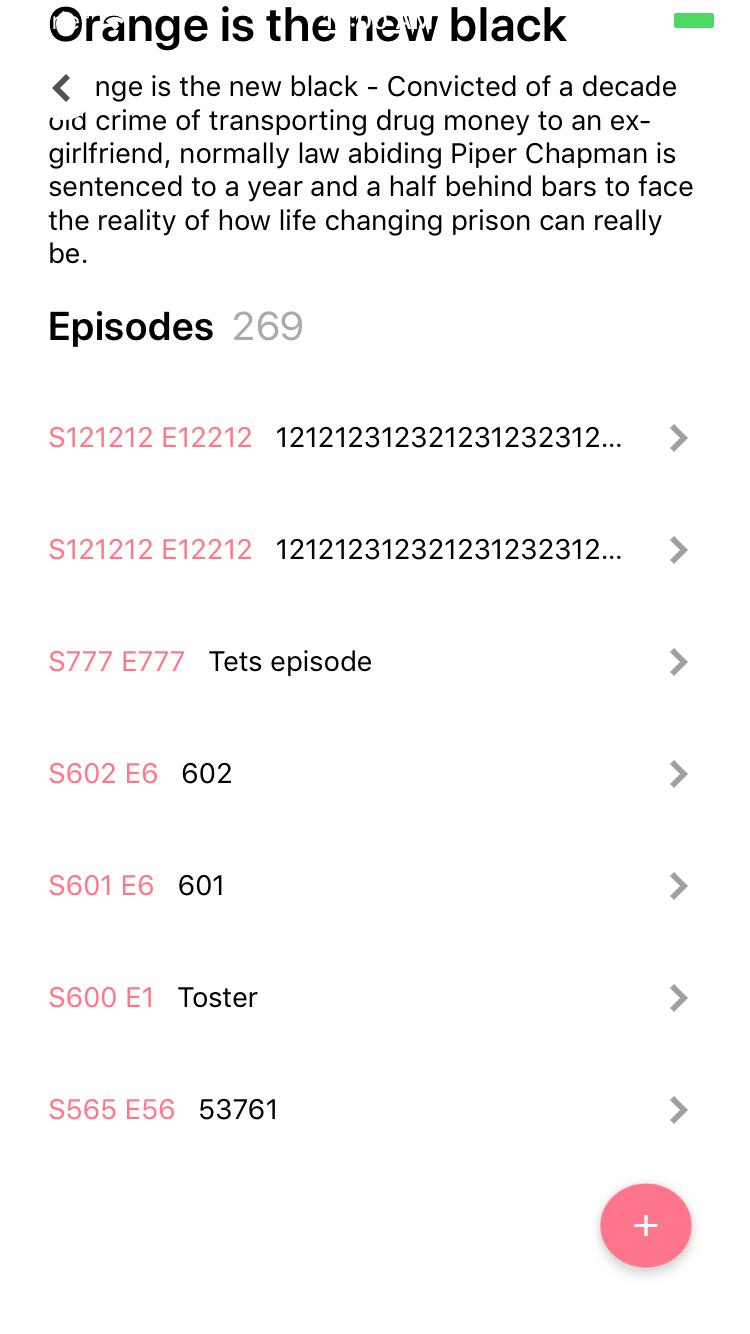 Orange is the new black
nge is the new black - Convicted of a decade
old crime of transporting drug money to an ex-
girlfriend, normally law abiding Piper Chapman is
sentenced to a year and a half behind bars to face
the reality of how life changing prison can really
be.
Episodes 269
S121212 E12212 121212312321231232312...
S121212 E12212 121212312321231232312...
S777 E777 Tets episode
S602 E6 602
S601 E6 601
S600 E1 Toster
S565 E56 53761
+